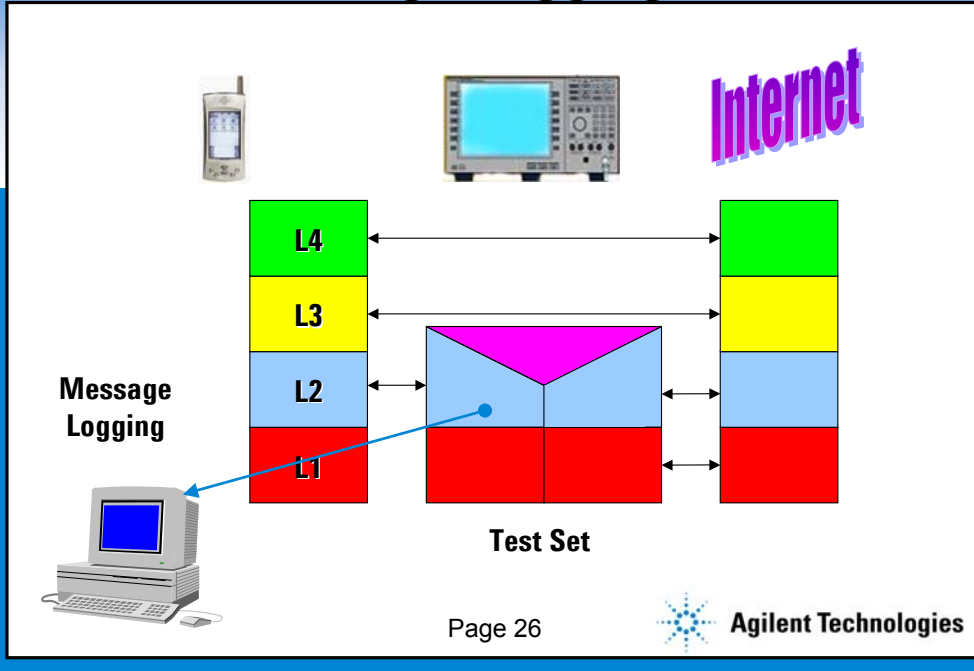 Internet
L4
L3
L2
L1
Message
Logging
Test Set
Page 26
Agilent Technologies